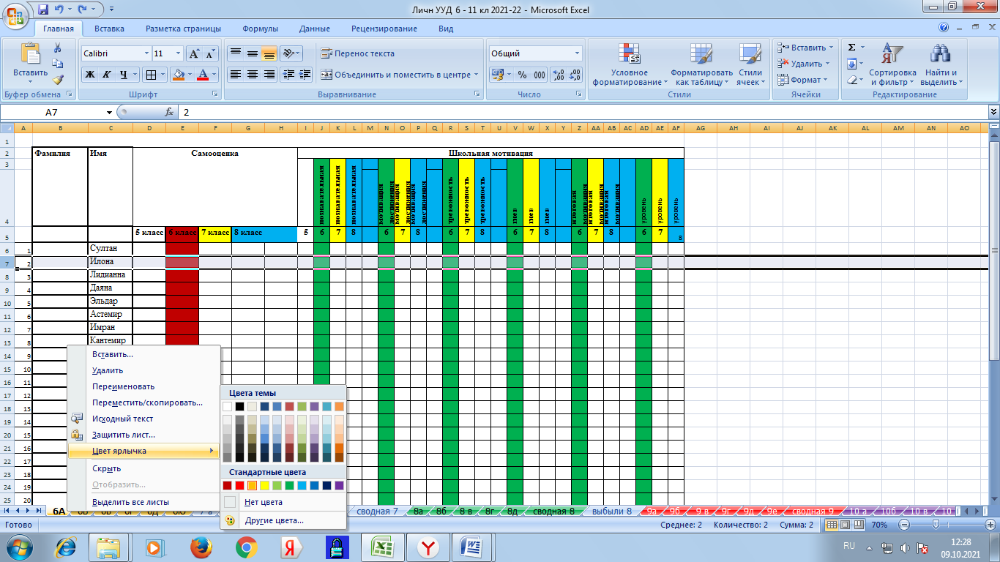 Личн УУД 6 - 11 кл 2021-22 - Microsoft Excel
Главная Вставка Разметка страницы Формулы Данные Рецензирование Вид
Вставить
Calibri 11
Ж К Ч
Перенос текста
Объединить и поместить в центре
Общий
% 000
Условное форматирование
Форматировать как таблицу
Стили ячеек
Вставить
Удалить
Формат
Σ
Сортировка и фильтр
Найти и выделить
Буфер обмена Шрифт Выравнивание Число Стили Ячейки Редактирование
A7 fx 2
A B C D E F G H I J K L M N O P Q R S T U V W X Y Z AA AB AC AD AE AF AG AH AI AJ AK AL AM AN AO
1
2 Фамилия Имя Самооценка Школьная мотивация
3
4 познавательная познавательная познавательная мотивация достижения мотивация достижения мотивация достижения тревожность тревожность тревожность гнев гнев гнев итоговая мотивация итоговая мотивация итоговая мотивация уровень уровень уровень
5 5 класс 6 класс 7 класс 8 класс 5 6 7 8 6 7 8 6 7 8 6 7 8 6 7 8 6 7 8
6 1 Султан
7 2 Илона
8 3 Лидианна
9 4 Даяна
10 5 Эльдар
11 6 Астемир
12 7 Имран
13 8 Кантемир
14 9
15 10
16 11
17 12
18 13
19 14
20 15
21 16
22 17
23 18
24 19
25 20
Вставить...
Удалить
Переименовать
Переместить/скопировать...
Исходный текст
Защитить лист...
Цвет ярлычка
Скрыть
Отобразить...
Выделить все листы
Цвета темы
Стандартные цвета
Нет цвета
Другие цвета...
6А сводная 7 8а 8б 8 в 8г 8д сводная 8 выбыли 8 9а 9б 9 в 9г 9д 9е сводная 9 10 а 10б 10 в 10
Готово Среднее: 2 Количество: 2 Сумма: 2 70%
RU 12:28
09.10.2021